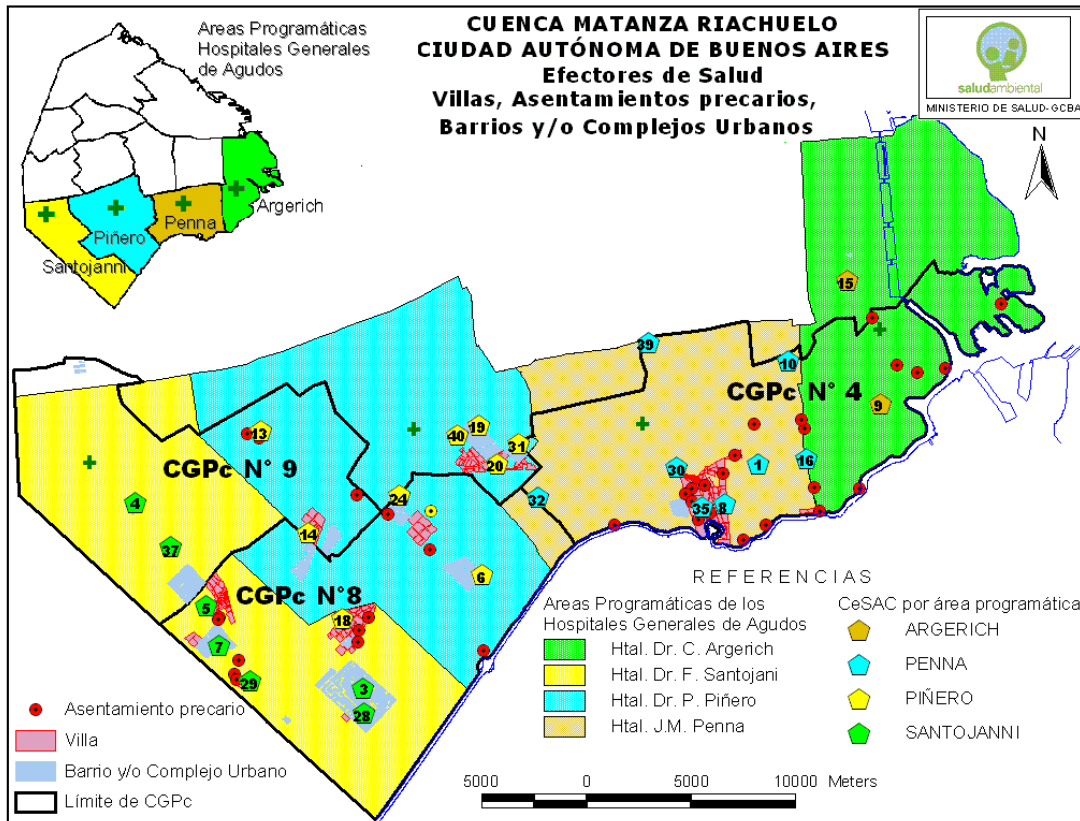 CUENCA MATANZA RIACHUELO
CIUDAD AUTÓNOMA DE BUENOS AIRES
Efectores de Salud
Villas, Asentamientos precarios,
Barrios y/o Complejos Urbanos
Areas Programáticas
Hospitales Generales
de Agudos
Argerich
Penna
Piñero
Santojanni
saludambiental
MINISTERIO DE SALUD-GCBA
N
15
39
10
CGPc N° 4
9
19
40
31
13
20
CGPc N° 9
30
1
16
24
32
4
35
8
14
37
6
CGPc N°8
5
18
7
29
3
28
REFERENCIAS
Areas Programáticas de los
Hospitales Generales de Agudos
Htal. Dr. C. Argerich
Htal. Dr. F. Santojani
Htal. Dr. P. Piñero
Htal. J.M. Penna
CeSAC por área programática
ARGERICH
PENNA
PIÑERO
SANTOJANNI
Asentamiento precario
Villa
Barrio y/o Complejo Urbano
Límite de CGPc
5000 0 5000 10000 Meters